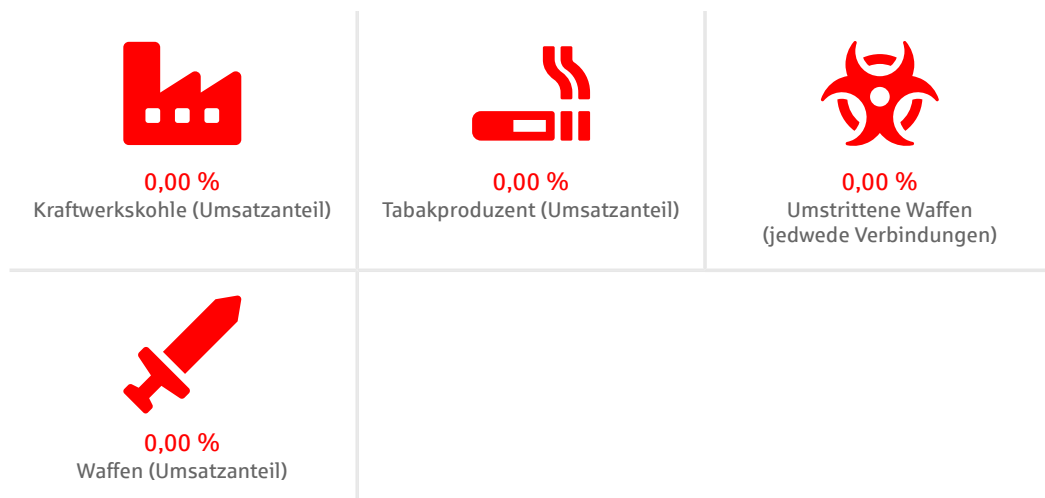 0,00 %
Kraftwerkskohle (Umsatzanteil)
0,00 %
Tabakproduzent (Umsatzanteil)
0,00 %
Umstrittene Waffen
(jedwede Verbindungen)
0,00 %
Waffen (Umsatzanteil)